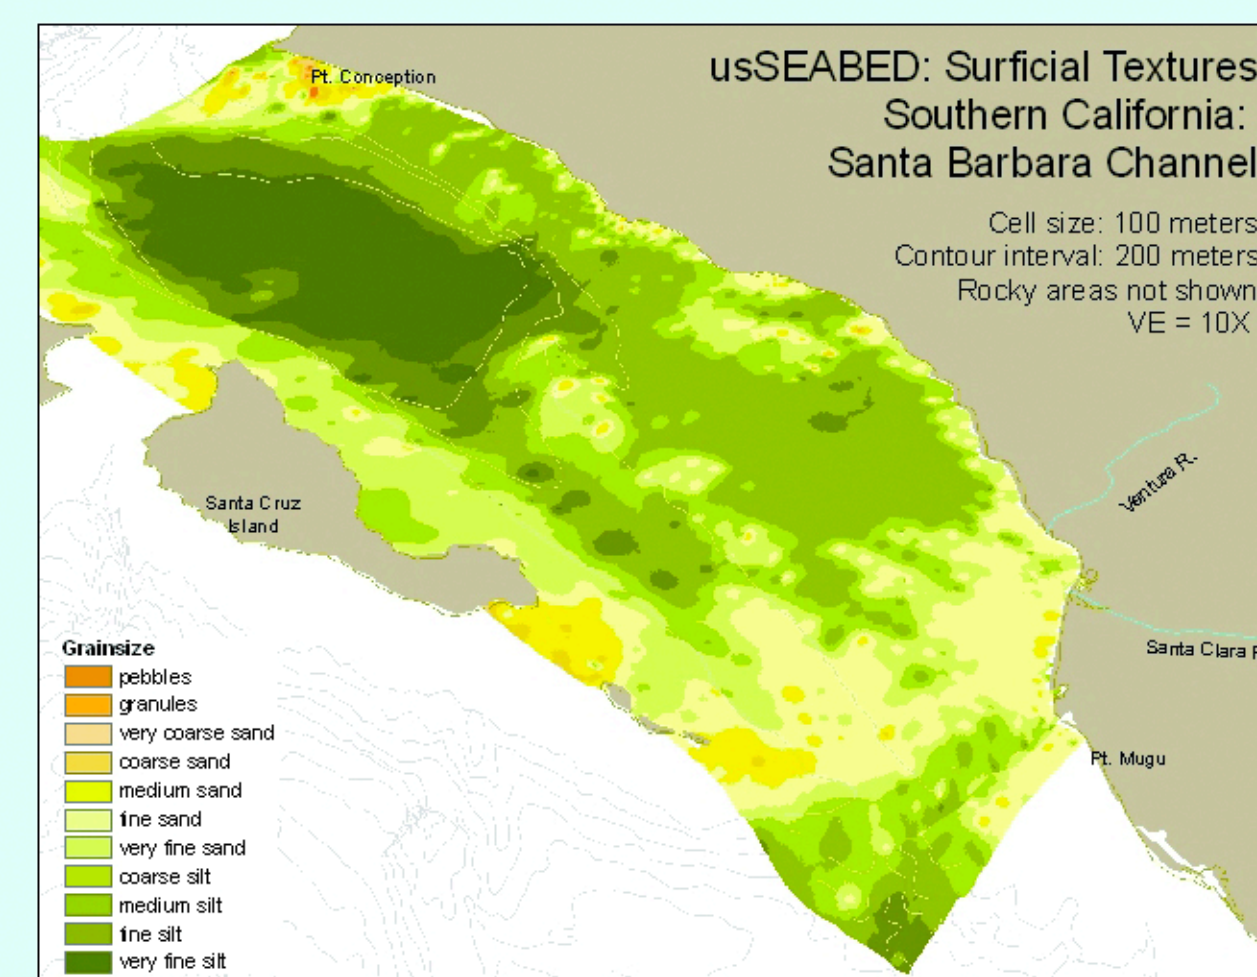 usSEABED: Surficial Textures
Southern California:
Santa Barbara Channel
Cell size: 100 meters
Contour interval: 200 meters
Rocky areas not shown
VE = 10X
Pt. Conception
Ventura R.
Santa Cruz
Island
Santa Clara
Pt. Mugu
Grainsize
pebbles
granules
very coarse sand
coarse sand
medium sand
fine sand
very fine sand
coarse silt
medium silt
fine silt
very fine silt